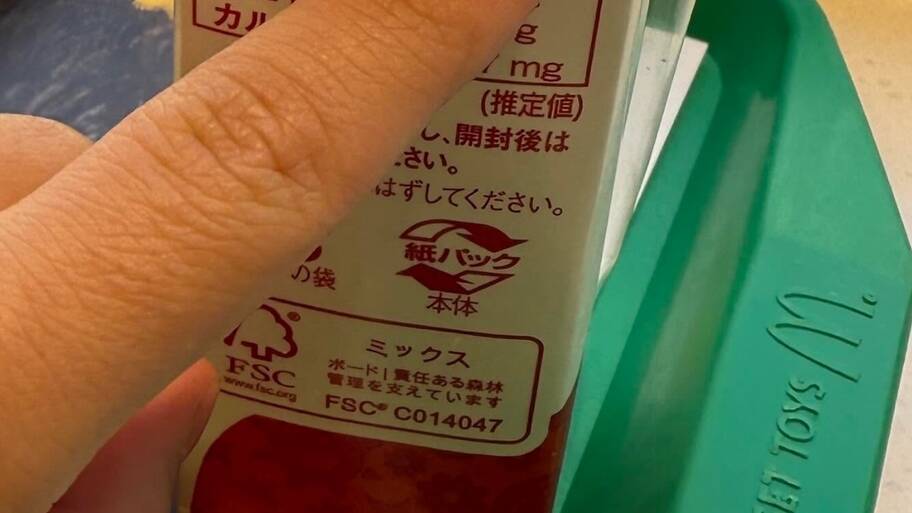 カル
g
mg
(推定値)
し、開封後は
ださい。
はずしてください。
の袋
紙パック
本体
FSC®
www.fsc.org
ミックス
ボード|責任ある森林
管理を支えています
FSC® C014047
TOYS